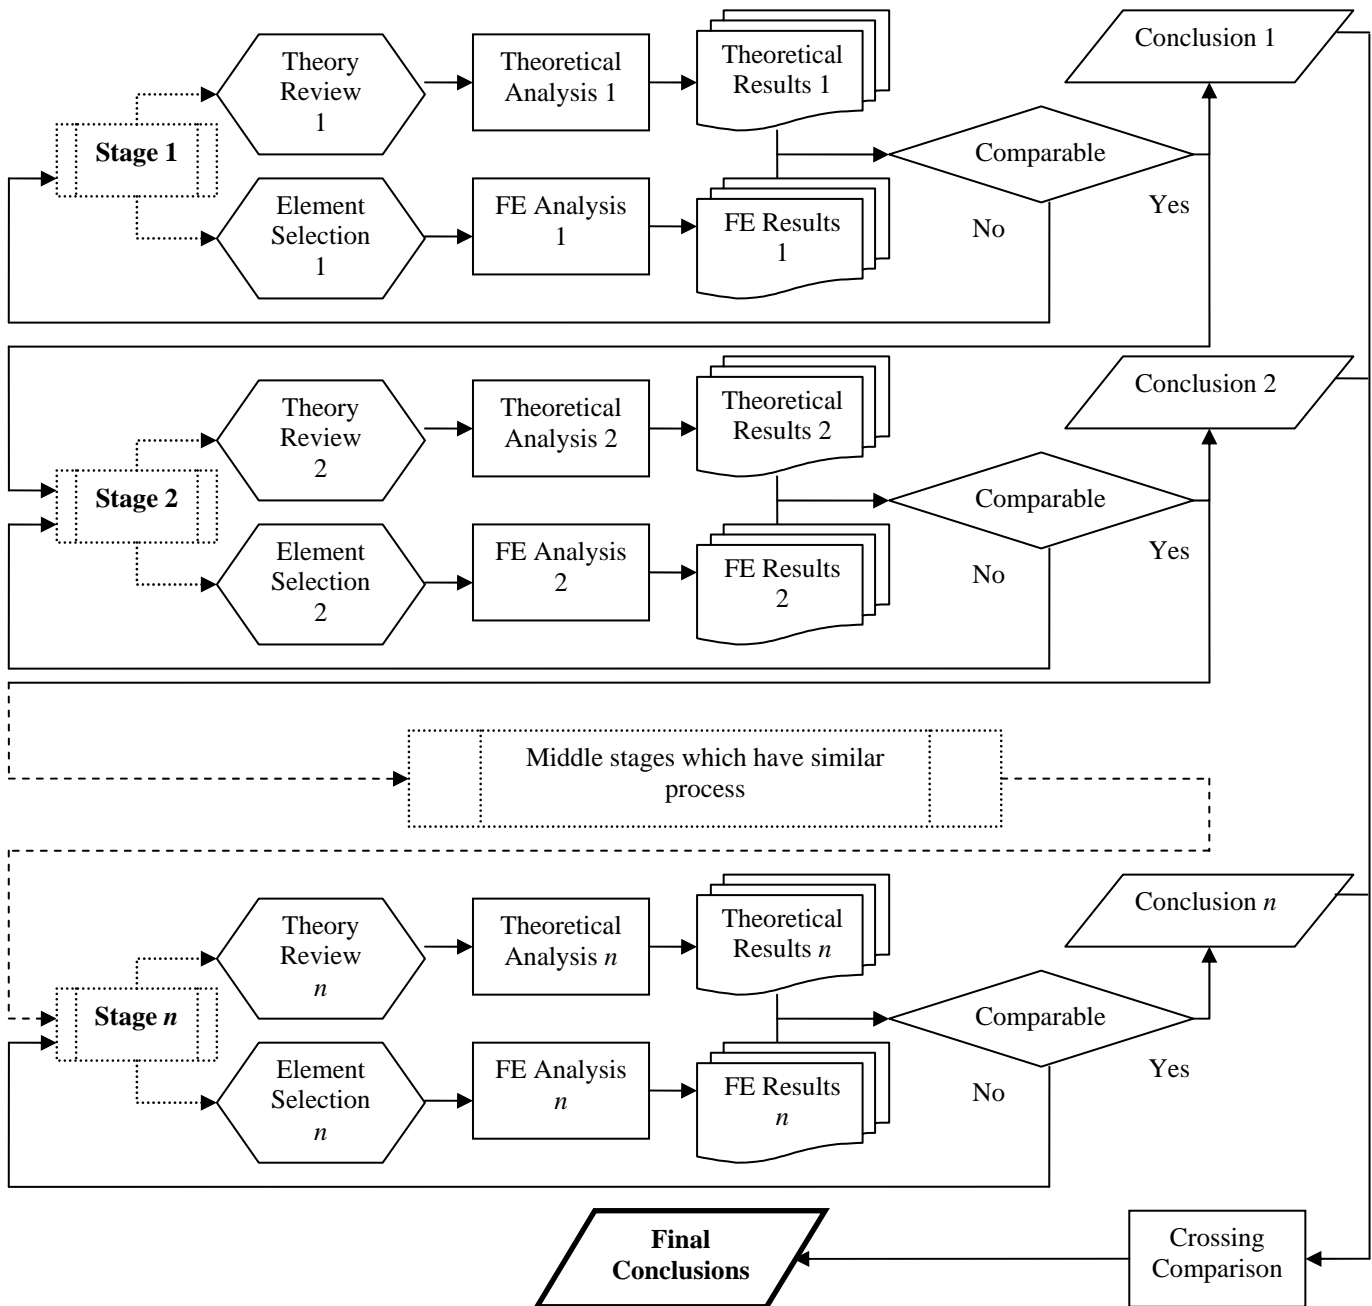 Theory
Review
1
Theoretical
Analysis 1
Theoretical
Results 1
Conclusion 1
Stage 1
Comparable
Element
Selection
1
FE Analysis
1
FE Results
1
No
Yes
Theory
Review
2
Theoretical
Analysis 2
Theoretical
Results 2
Conclusion 2
Stage 2
Comparable
Element
Selection
2
FE Analysis
2
FE Results
2
No
Yes
Middle stages which have similar
process
Theory
Review
n
Theoretical
Analysis n
Theoretical
Results n
Conclusion n
Stage n
Comparable
Element
Selection
n
FE Analysis
n
FE Results
n
No
Yes
Final
Conclusions
Crossing
Comparison